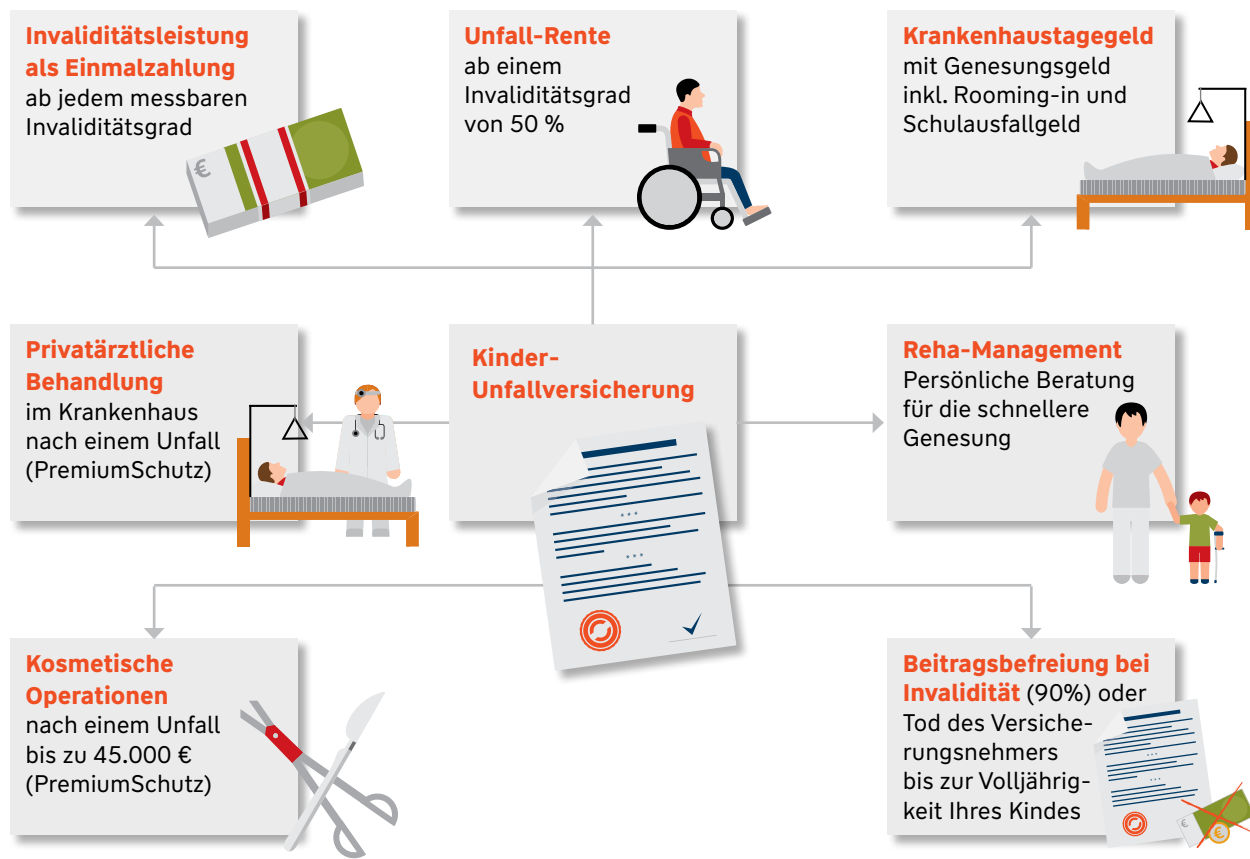 Invaliditätsleistung
als Einmalzahlung
ab jedem messbaren
Invaliditätsgrad
€
Unfall-Rente
ab einem
Invaliditätsgrad
von 50 %
Krankenhaustagegeld
mit Genesungsgeld
inkl. Rooming-in und
Schulausfallgeld
Privatärztliche
Behandlung
im Krankenhaus
nach einem Unfall
(PremiumSchutz)
Kinder-
Unfallversicherung
Reha-Management
Persönliche Beratung
für die schnellere
Genesung
Kosmetische
Operationen
nach einem Unfall
bis zu 45.000 €
(PremiumSchutz)
Beitragsbefreiung bei
Invalidität (90%) oder
Tod des Versiche-
rungsnehmers
bis zur Volljährig-
keit Ihres Kindes
€
€